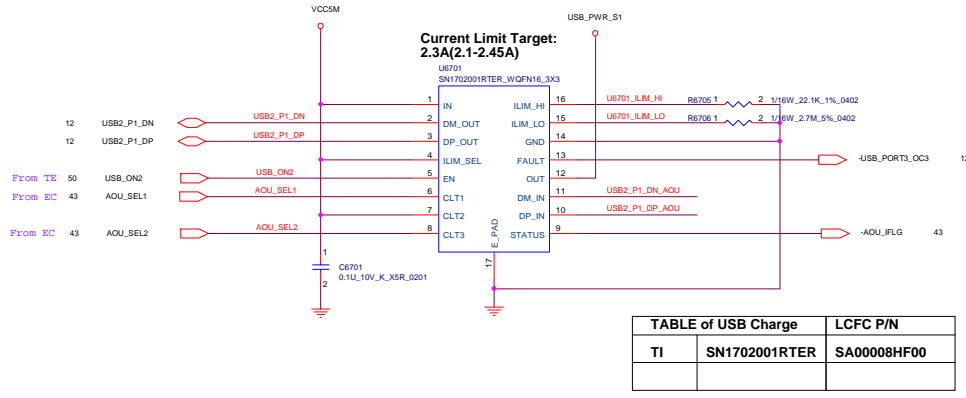 VCC5M
USB_PWR_S1
Current Limit Target:
2.3A(2.1-2.45A)
U6701
SN1702001RTER_WQFN16_3X3
1 IN ILIM_HI 16 U6701_ILIM_HI R6705 1 2 1/16W_22.1K_1%_0402
12 USB2_P1_DN USB2_P1_DN 2 DM_OUT ILIM_LO 15 U6701_ILIM_LO R6706 1 2 1/16W_2.7M_5%_0402
12 USB2_P1_DP USB2_P1_DP 3 DP_OUT GND 14
4 ILIM_SEL FAULT 13 -USB_PORT3_OC3 12
From TE 50 USB_ON2 USB_ON2 5 EN OUT 12
From EC 43 AOU_SEL1 AOU_SEL1 6 CLT1 DM_IN 11 USB2_P1_DN_AOU
7 CLT2 DP_IN 10 USB2_P1_DP_AOU
From EC 43 AOU_SEL2 AOU_SEL2 8 CLT3 STATUS 9 -AOU_IFLG 43
E_PAD
17
1
C6701
0.1U_10V_K_X5R_0201
2
TABLE of USB Charge LCFC P/N
TI SN1702001RTER SA00008HF00